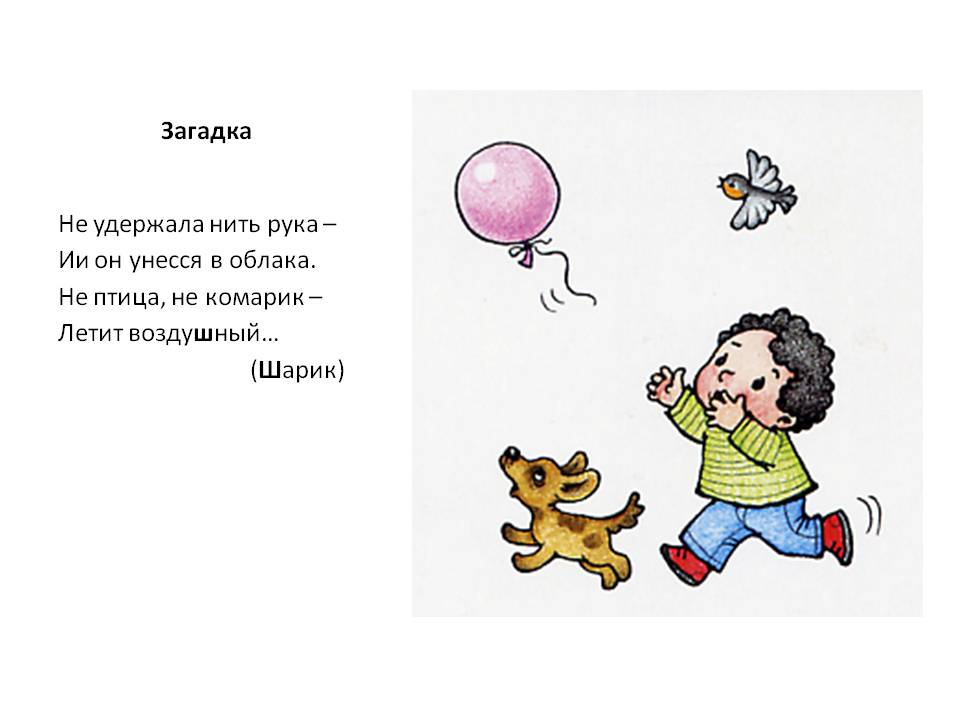 Загадка
Не удержала нить рука –
Ии он унесся в облака.
Не птица, не комарик –
Летит воздушный…
(Шарик)